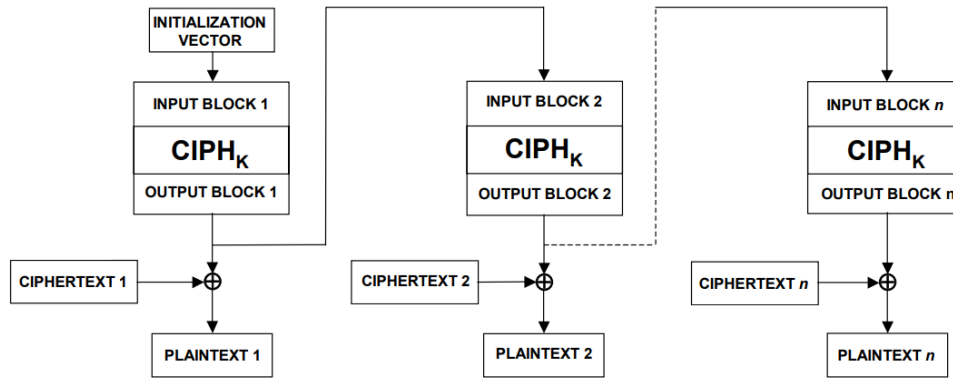 INITIALIZATION
VECTOR
INPUT BLOCK 1
INPUT BLOCK 2
INPUT BLOCK n
CIPHK
CIPHK
CIPHK
OUTPUT BLOCK 1
OUTPUT BLOCK 2
OUTPUT BLOCK n
CIPHERTEXT 1
CIPHERTEXT 2
CIPHERTEXT n
PLAINTEXT 1
PLAINTEXT 2
PLAINTEXT n